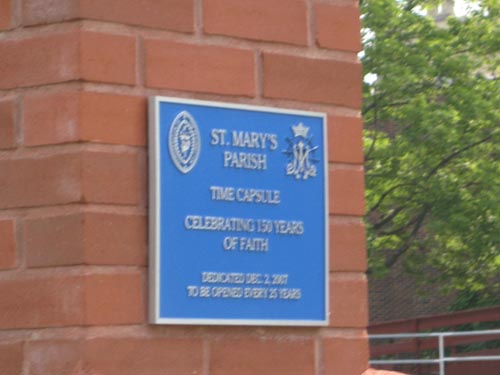 ST. MARY'S
PARISH
TIME CAPSULE
CELEBRATING 150 YEARS
OF FAITH
DEDICATED DEC. 2, 2007
TO BE OPENED EVERY 25 YEARS